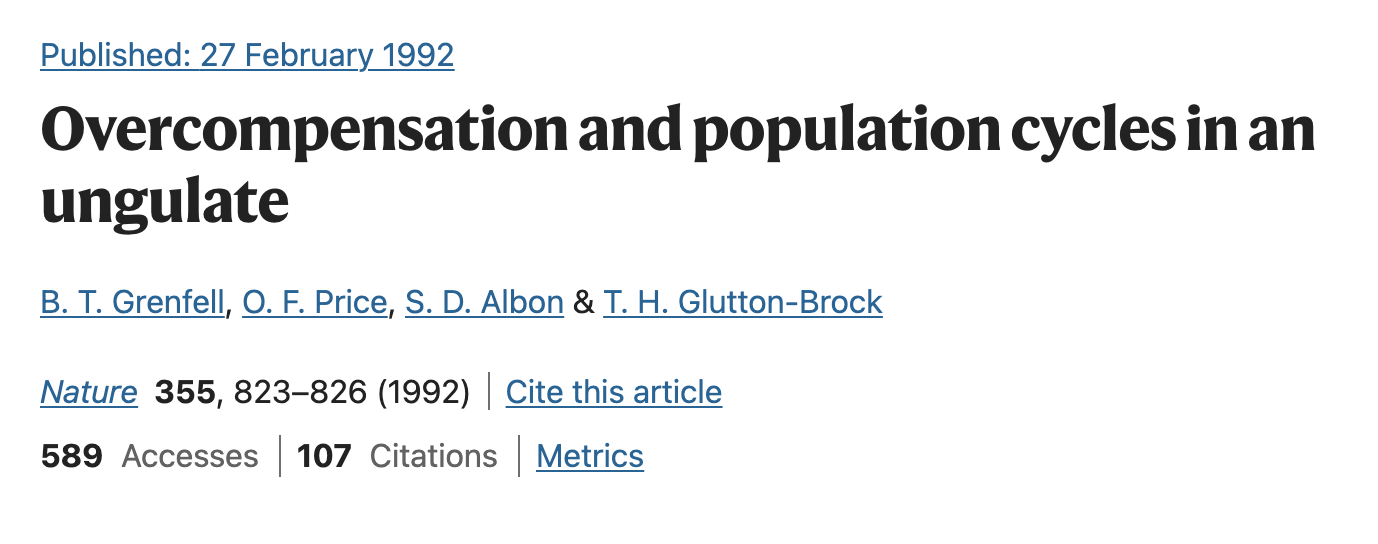 Published: 27 February 1992
Overcompensation and population cycles in an
ungulate
B. T. Grenfell, O. F. Price, S. D. Albon & T. H. Glutton-Brock
Nature 355, 823–826 (1992) | Cite this article
589 Accesses | 107 Citations | Metrics